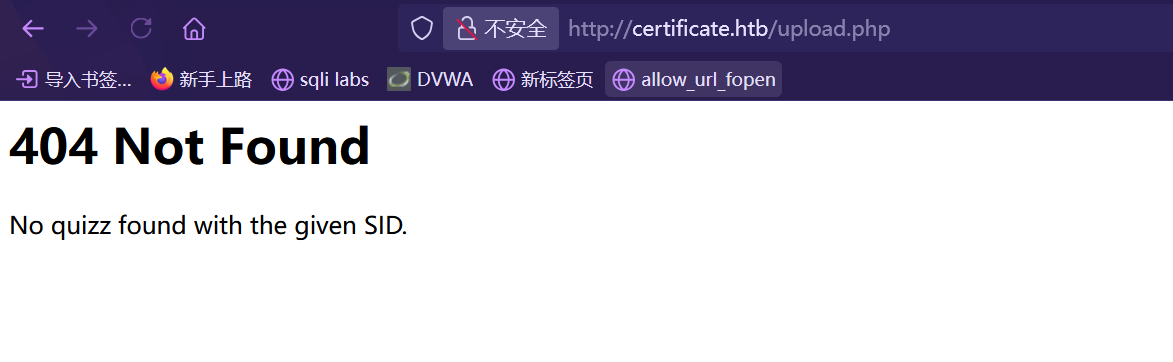 不安全 http://certificate.htb/upload.php
导入书签... 新手上路 sqli labs DVWA 新标签页 allow_url_fopen
404 Not Found
No quizz found with the given SID.